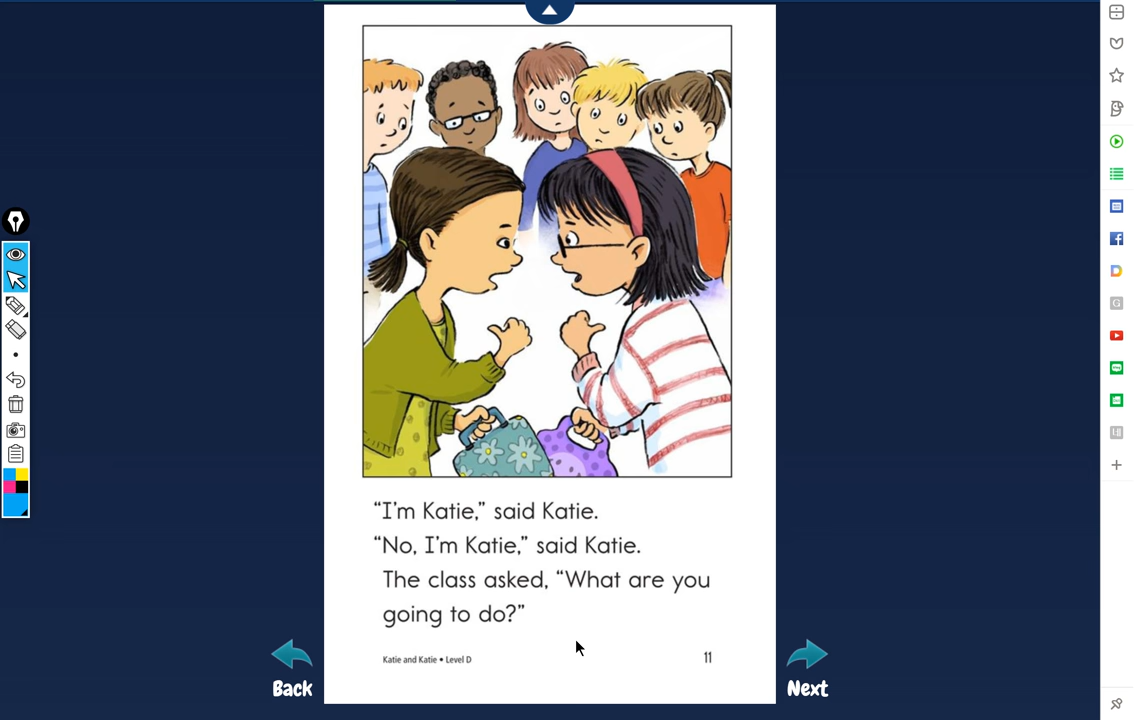 “I’m Katie,” said Katie.
“No, I’m Katie,” said Katie.
The class asked, “What are you
going to do?”
Katie and Katie • Level D
11
Back
Next